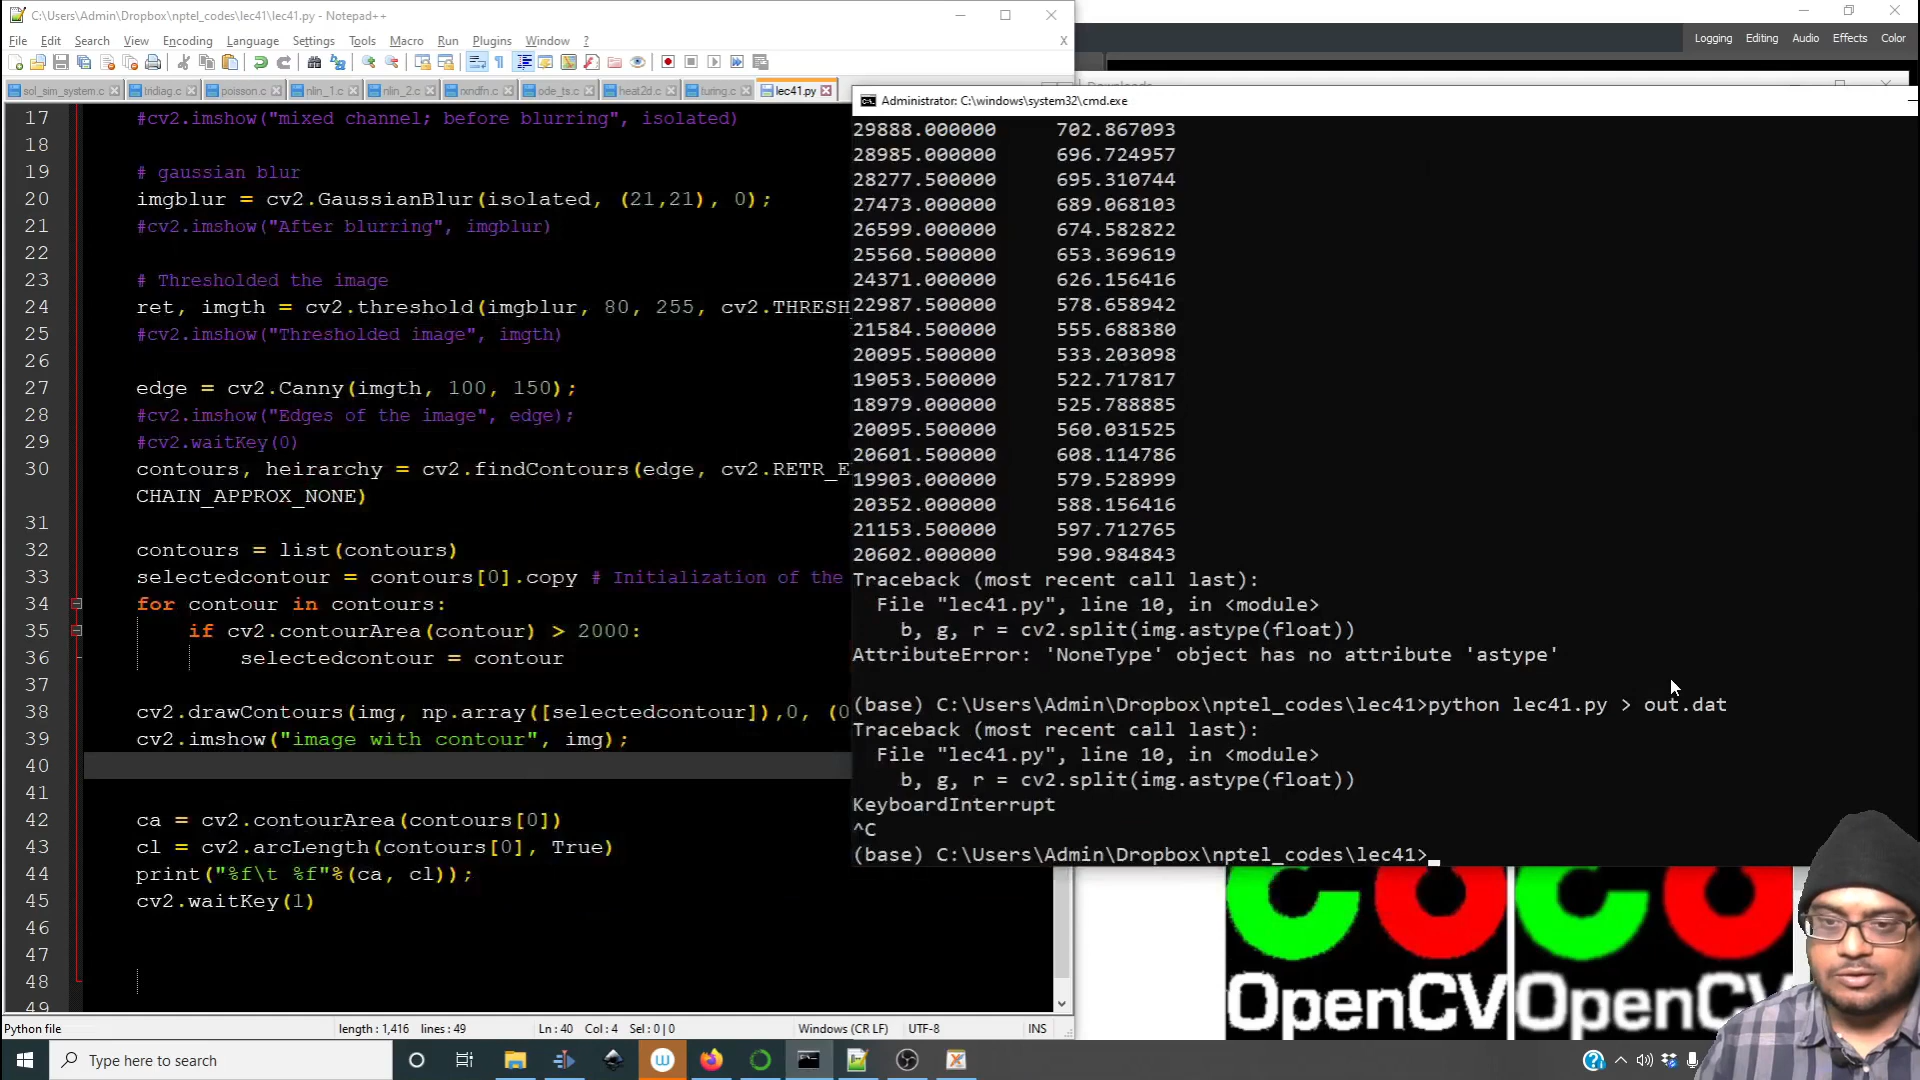 C:\Users\Admin\Dropbox\nptel_codes\lec41\lec41.py - Notepad++
File Edit Search View Encoding Language Settings Tools Macro Run Plugins Window ? X
Logging Editing Audio Effects Color
sol_sim_system.c tridiag.c poisson.c nlin_1.c nlin_2.c nxndfn.c ode_ts.c heat2d.c turing.c lec41.py
17 #cv2.imshow("mixed channel; before blurring", isolated)
18
19 # gaussian blur
20 imgblur = cv2.GaussianBlur(isolated, (21,21), 0);
21 #cv2.imshow("After blurring", imgblur)
22
23 # Thresholded the image
24 ret, imgth = cv2.threshold(imgblur, 80, 255, cv2.THRESH
25 #cv2.imshow("Thresholded image", imgth)
26
27 edge = cv2.Canny(imgth, 100, 150);
28 #cv2.imshow("Edges of the image", edge);
29 #cv2.waitKey(0)
30 contours, heirarchy = cv2.findContours(edge, cv2.RETR_E
CHAIN_APPROX_NONE)
31
32 contours = list(contours)
33 selectedcontour = contours[0].copy # Initialization of the
34 for contour in contours:
35 if cv2.contourArea(contour) > 2000:
36 selectedcontour = contour
37
38 cv2.drawContours(img, np.array([selectedcontour]),0, (0
39 cv2.imshow("image with contour", img);
40
41
42 ca = cv2.contourArea(contours[0])
43 cl = cv2.arcLength(contours[0], True)
44 print("%f\t %f"%(ca, cl));
45 cv2.waitKey(1)
46
47
48
49
Python file length : 1,416 lines : 49 Ln : 40 Col : 4 Sel : 0 | 0 Windows (CR LF) UTF-8 INS
Administrator: C:\windows\system32\cmd.exe
29888.000000 702.867093
28985.000000 696.724957
28277.500000 695.310744
27473.000000 689.068103
26599.000000 674.582822
25560.500000 653.369619
24371.000000 626.156416
22987.500000 578.658942
21584.500000 555.688380
20095.500000 533.203098
19053.500000 522.717817
18979.000000 525.788885
20095.500000 560.031525
20601.500000 608.114786
19903.000000 579.528999
20352.000000 588.156416
21153.500000 597.712765
20602.000000 590.984843
Traceback (most recent call last):
File "lec41.py", line 10, in <module>
b, g, r = cv2.split(img.astype(float))
AttributeError: 'NoneType' object has no attribute 'astype'
(base) C:\Users\Admin\Dropbox\nptel_codes\lec41>python lec41.py > out.dat
Traceback (most recent call last):
File "lec41.py", line 10, in <module>
b, g, r = cv2.split(img.astype(float))
KeyboardInterrupt
^C
(base) C:\Users\Admin\Dropbox\nptel_codes\lec41>
OpenCV OpenCV
Type here to search